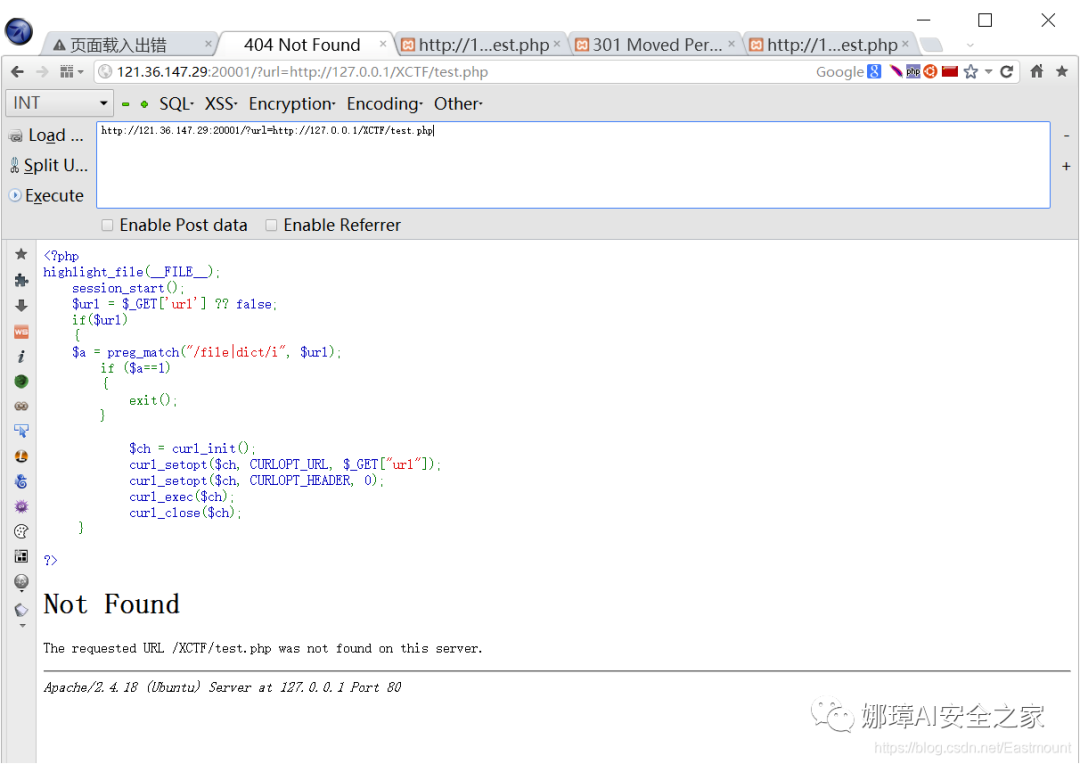 页面载入出错
404 Not Found
http://1...est.php
301 Moved Per...
http://1...est.php
121.36.147.29:20001/?url=http://127.0.0.1/XCTF/test.php
Google
INT
SQL
XSS
Encryption
Encoding
Other
Load ...
http://121.36.147.29:20001/?url=http://127.0.0.1/XCTF/test.php
Split U...
Execute
Enable Post data
Enable Referrer
<?php
highlight_file(__FILE__);
session_start();
$url = $_GET['url'] ?? false;
if($url)
{
$a = preg_match("/file|dict/i", $url);
if ($a==1)
{
exit();
}
$ch = curl_init();
curl_setopt($ch, CURLOPT_URL, $_GET["url"]);
curl_setopt($ch, CURLOPT_HEADER, 0);
curl_exec($ch);
curl_close($ch);
}
?>
Not Found
The requested URL /XCTF/test.php was not found on this server.
Apache/2.4.18 (Ubuntu) Server at 127.0.0.1 Port 80
娜璋AI安全之家
https://blog.csdn.net/Eastmount